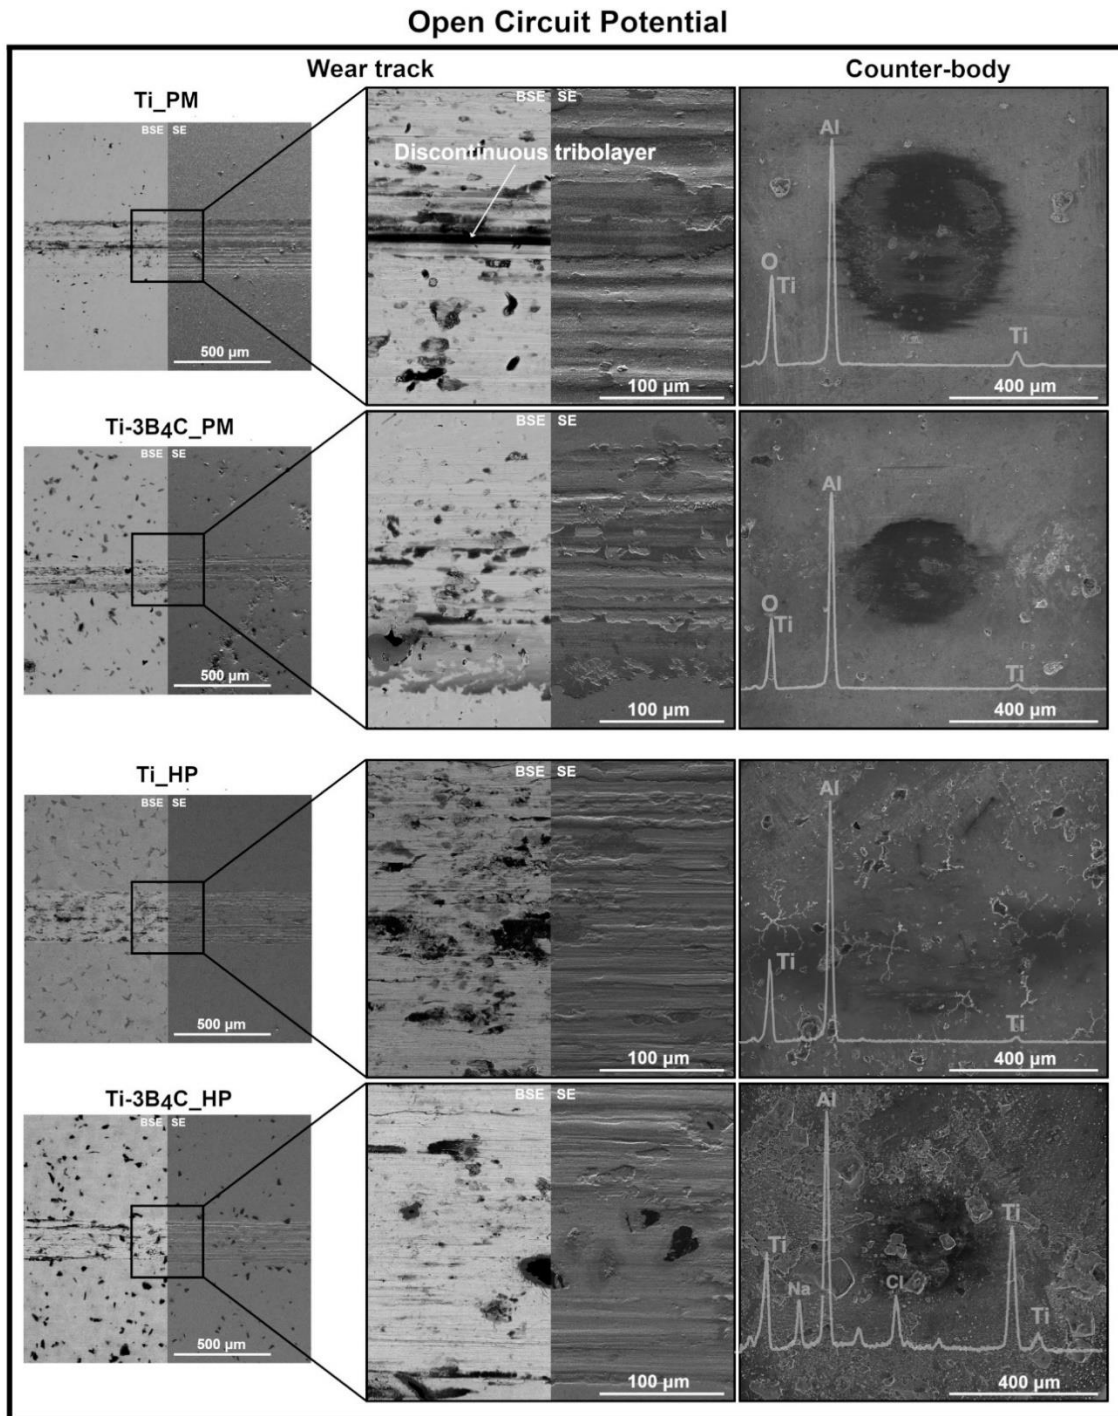 Open Circuit Potential
Wear track
Counter-body
Ti_PM
BSE SE
500 µm
BSE SE
Discontinuous tribolayer
100 µm
Al
O
Ti
Ti
400 µm
Ti-3B4C_PM
BSE SE
500 µm
BSE SE
100 µm
Al
O
Ti
Ti
400 µm
Ti_HP
BSE SE
500 µm
BSE SE
100 µm
Al
Ti
Ti
400 µm
Ti-3B4C_HP
BSE SE
500 µm
BSE SE
100 µm
Al
Ti
Na
Cl
Ti
Ti
400 µm